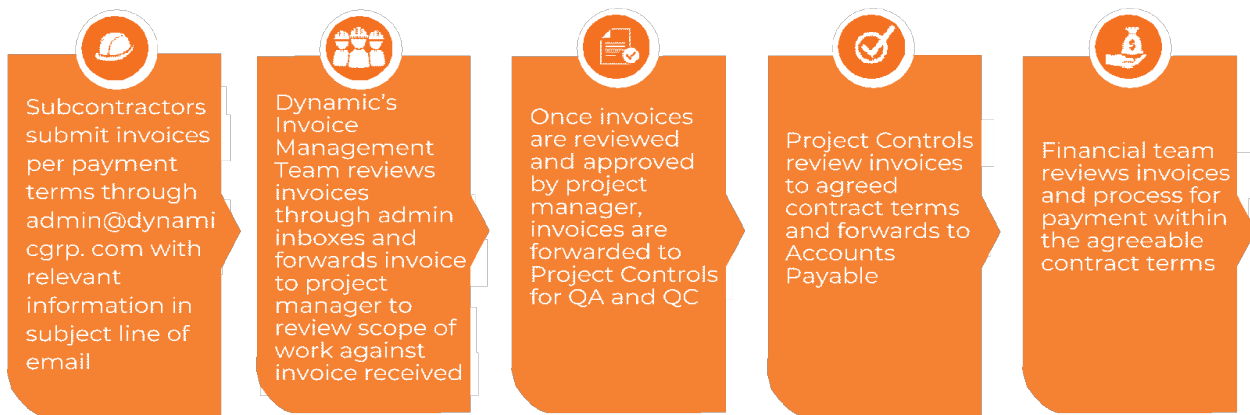 Subcontractors
submit invoices
per payment
terms through
admin@dynami
cgrp. com with
relevant
information in
subject line of
email
Dynamic’s
Invoice
Management
Team reviews
invoices
through admin
inboxes and
forwards invoice
to project
manager to
review scope of
work against
invoice received
Once invoices
are reviewed
and approved
by project
manager,
invoices are
forwarded to
Project Controls
for QA and QC
Project Controls
review invoices
to agreed
contract terms
and forwards to
Accounts
Payable
Financial team
reviews invoices
and process for
payment within
the agreeable
contract terms